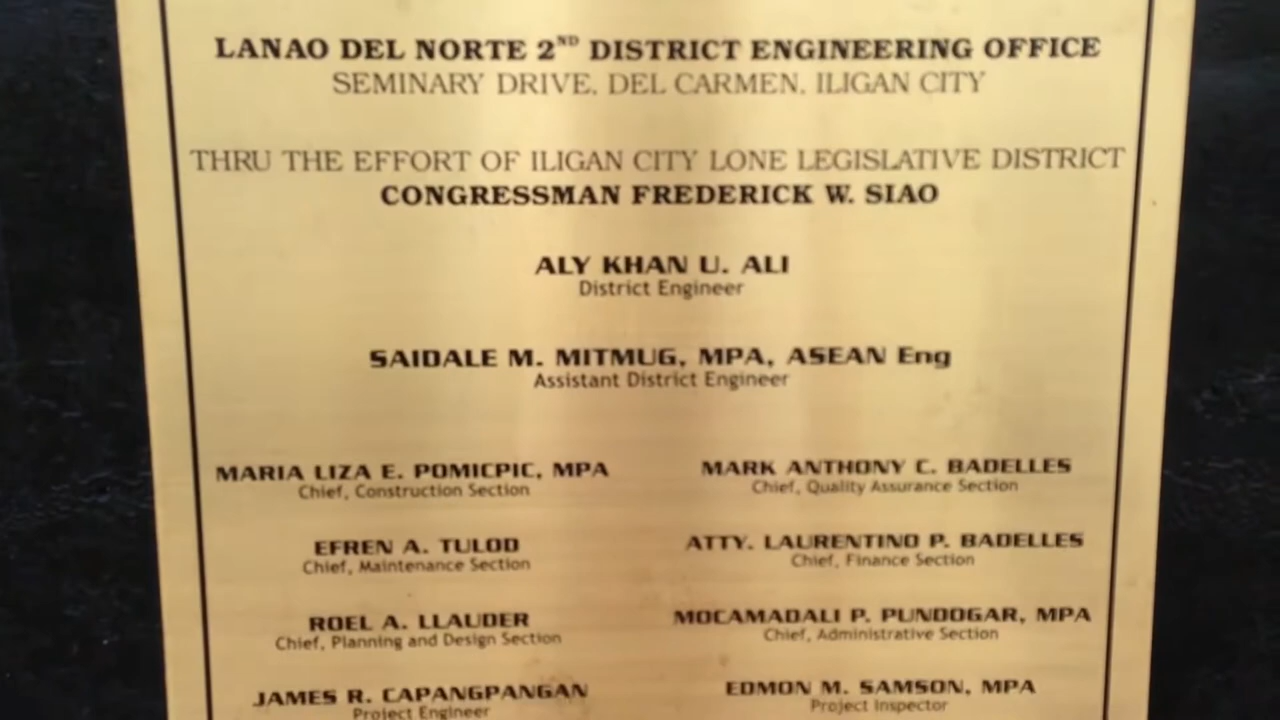 LANAO DEL NORTE 2ND DISTRICT ENGINEERING OFFICE
SEMINARY DRIVE, DEL CARMEN, ILIGAN CITY
THRU THE EFFORT OF ILIGAN CITY LONE LEGISLATIVE DISTRICT
CONGRESSMAN FREDERICK W. SIAO
ALY KHAN U. ALI
District Engineer
SAIDALE M. MITMUG, MPA, ASEAN Eng
Assistant District Engineer
MARIA LIZA E. POMICPIC, MPA
Chief, Construction Section
MARK ANTHONY C. BADELLES
Chief, Quality Assurance Section
EFREN A. TULOD
Chief, Maintenance Section
ATTY. LAURENTINO P. BADELLES
Chief, Finance Section
ROEL A. LLAUDER
Chief, Planning and Design Section
MOCAMADALI P. PUNDOGAR, MPA
Chief, Administrative Section
JAMES R. CAPANGPANGAN
Project Engineer
EDMON M. SAMSON, MPA
Project Inspector